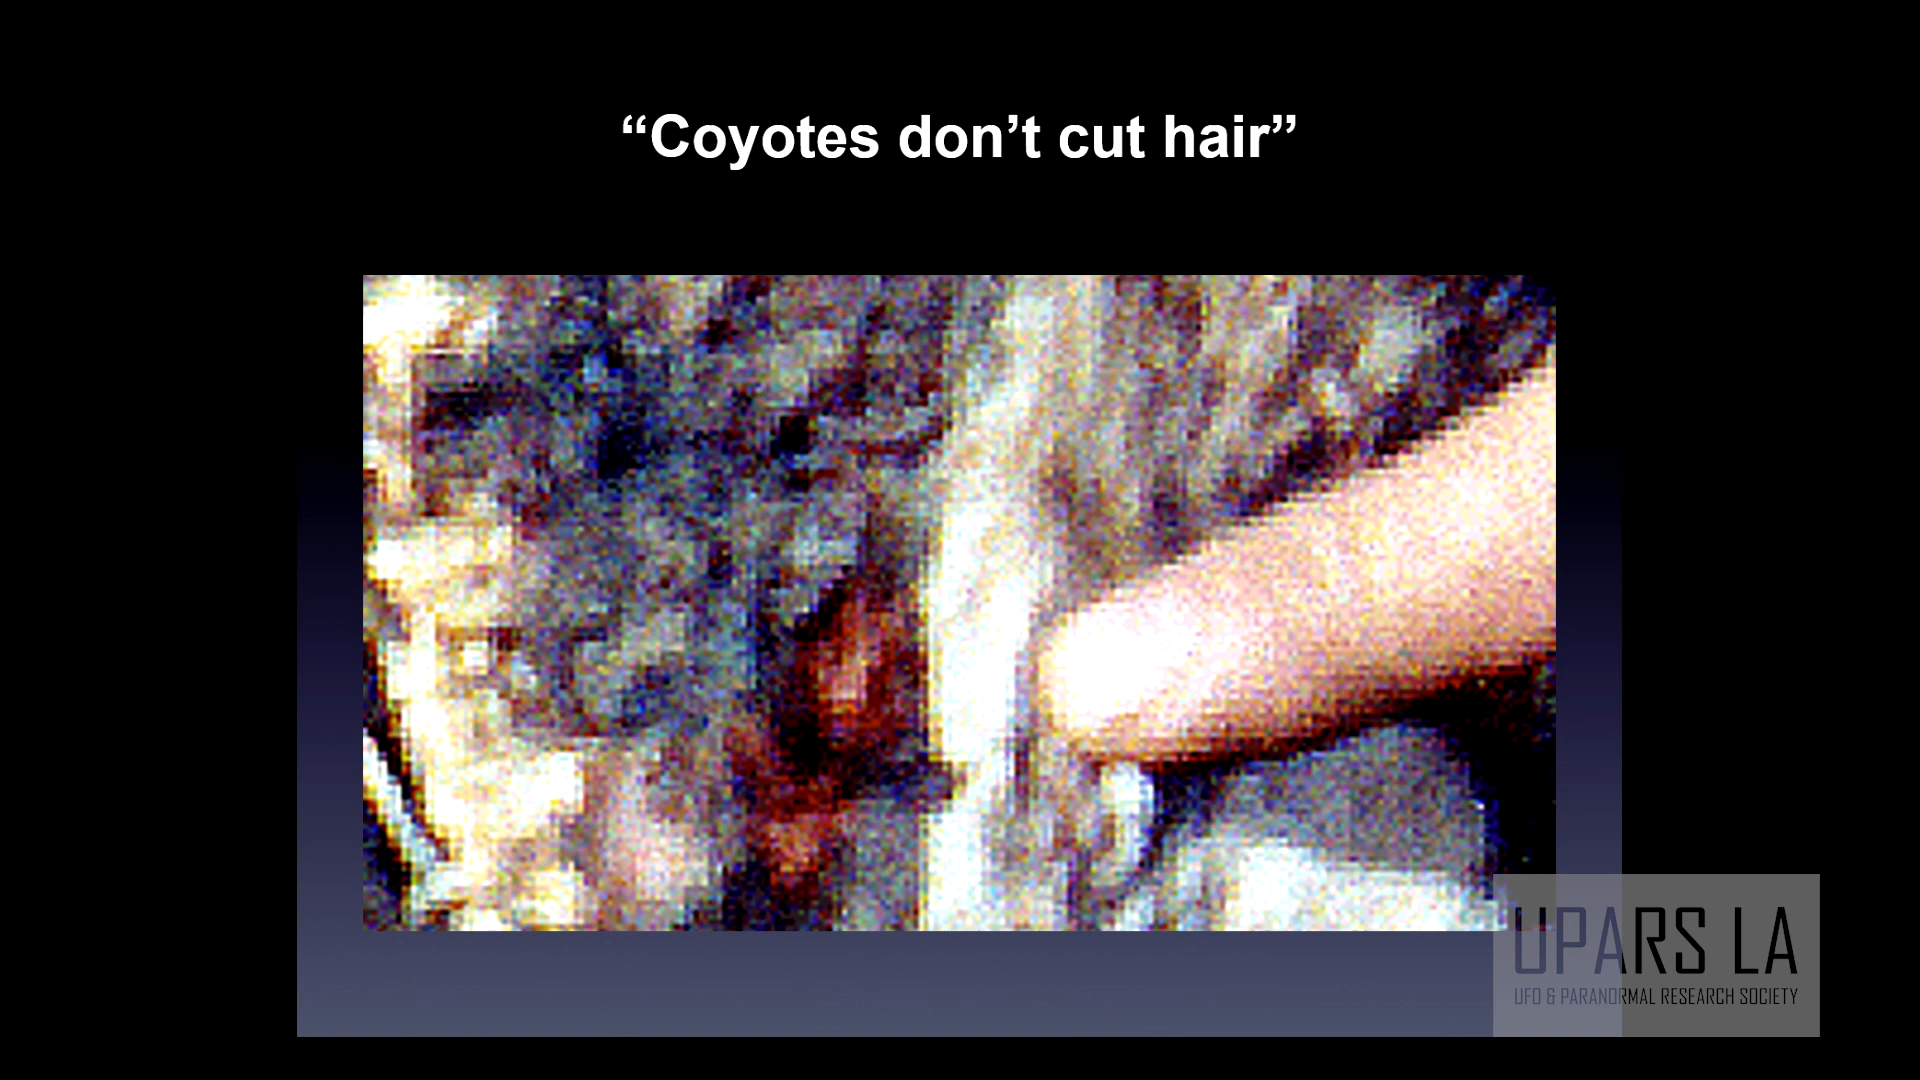 “Coyotes don’t cut hair”
UPARS LA
UFO & PARANORMAL RESEARCH SOCIETY